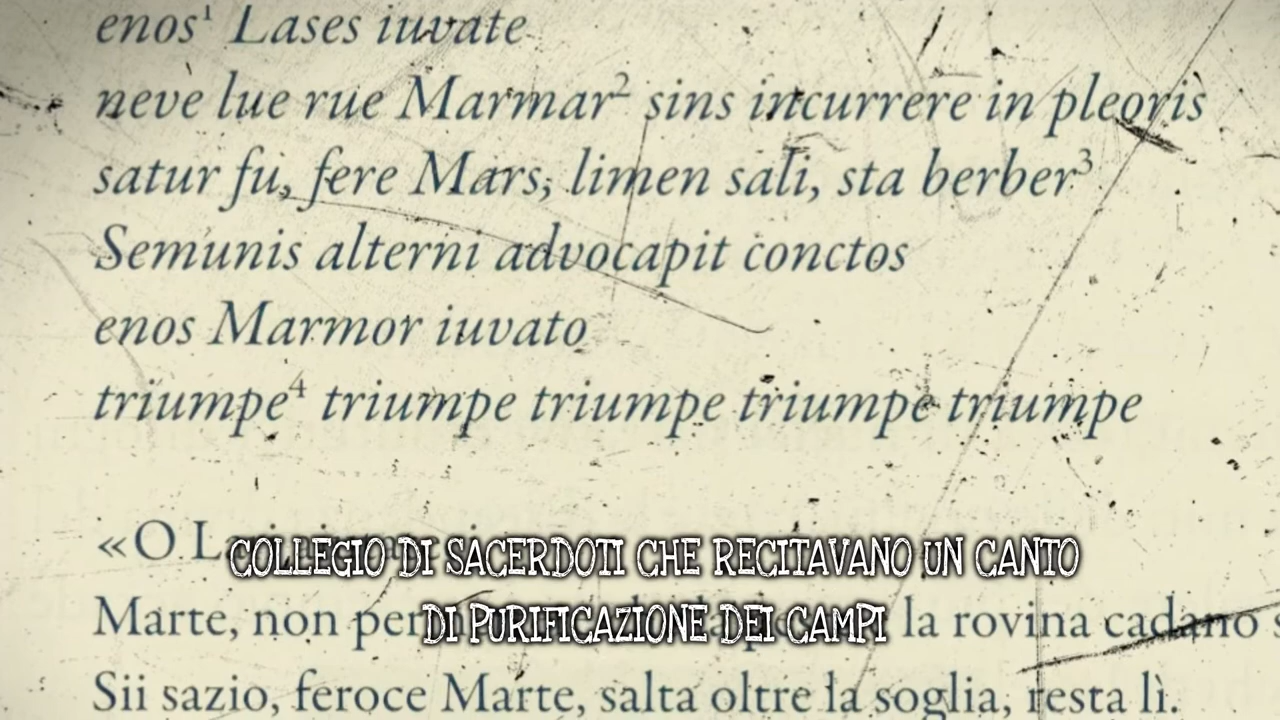 enos¹ Lases iuvate
neve lue rue Marmar² sins incurrere in pleoris
satur fu, fere Mars, limen sali, sta berber³
Semunis alterni advocapit conctos
enos Marmor iuvato
triumpe⁴ triumpe triumpe triumpe triumpe
«O
COLLEGIO DI SACERDOTI CHE RECITAVANO UN CANTO
Marte, non la rovina cadano
DI PURIFICAZIONE DEI CAMPI
Sii sazio, feroce Marte, salta oltre la soglia, resta lì.